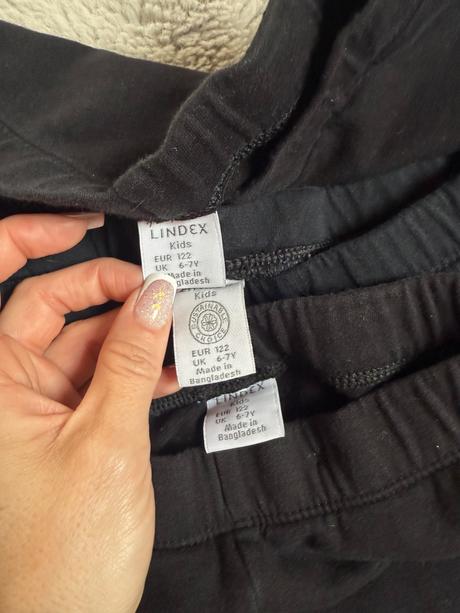 LINDEX
Kids
EUR 122
UK 6-7Y
Made in
gladesh
Kids
SUSTAINABLE
CHOICE
EUR 122
UK 6-7Y
Made in
Bangladesh
LINDEX
Kids
EUR 122
UK 6-7Y
Made in
Bangladesh